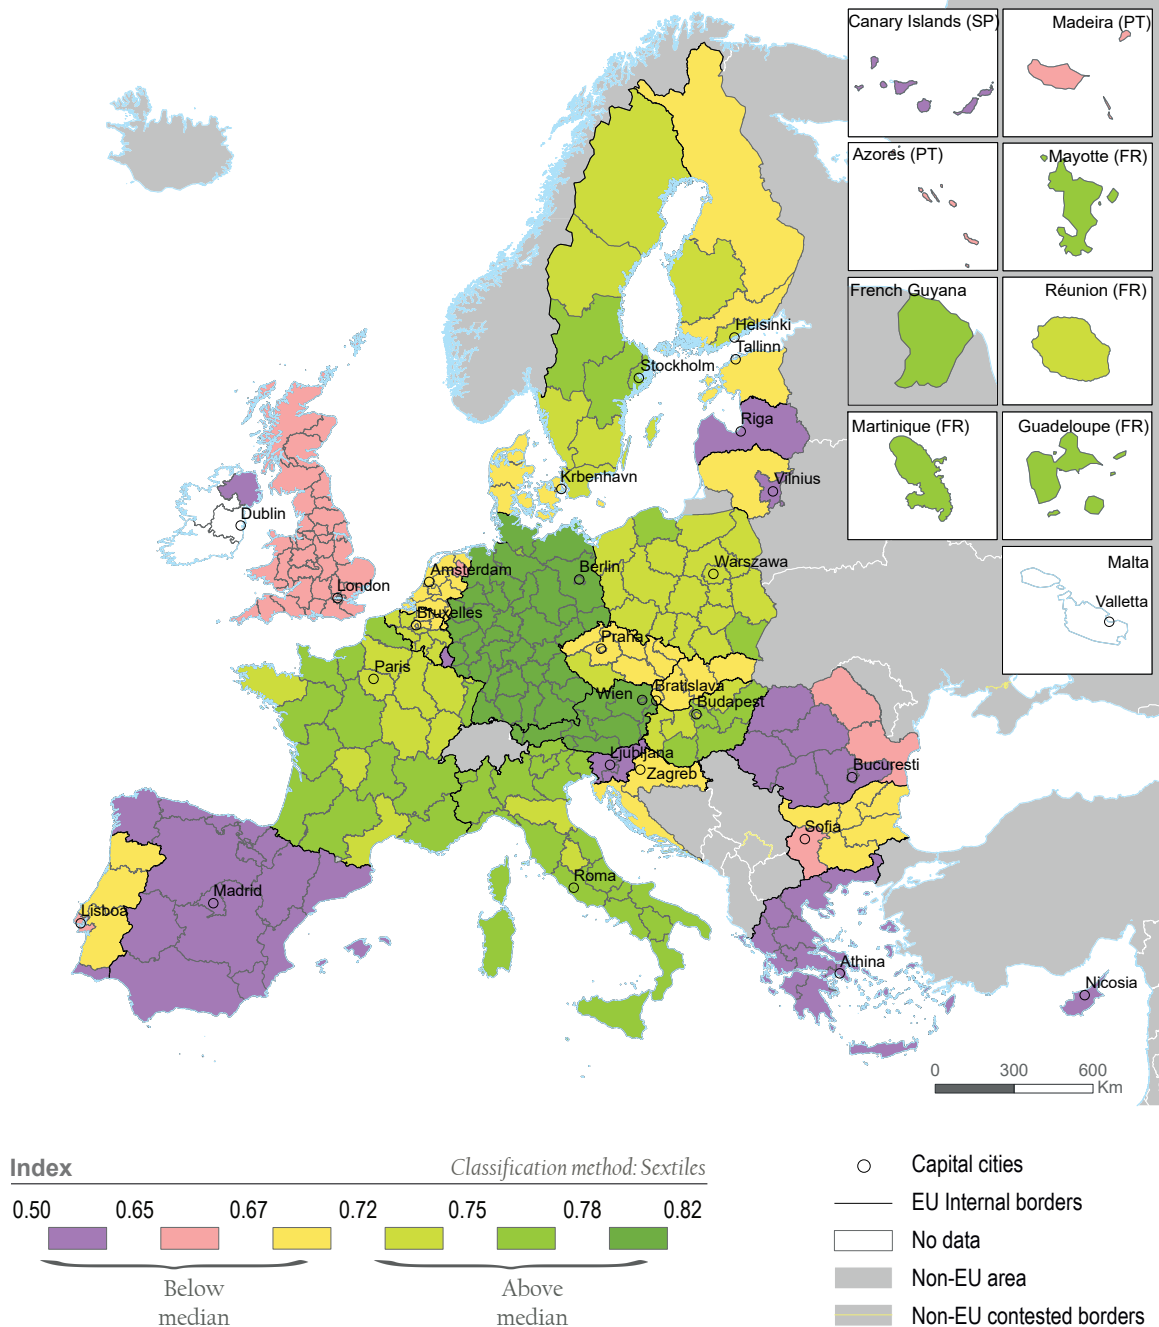 Canary Islands (SP)
Madeira (PT)
Azores (PT)
Mayotte (FR)
French Guyana
Réunion (FR)
Martinique (FR)
Guadeloupe (FR)
Malta
Valletta
Helsinki
Tallinn
Stockholm
Riga
Krbenhavn
Vilnius
Dublin
Amsterdam
Berlin
Warszawa
London
Bruxelles
Praha
Paris
Wien
Bratislava
Budapest
Ljubljana
Zagreb
Bucuresti
Sofia
Roma
Madrid
Lisboa
Athina
Nicosia
0 300 600
Km
Index
Classification method: Sextiles
0.50 0.65 0.67 0.72 0.75 0.78 0.82
Below
median
Above
median
Capital cities
EU Internal borders
No data
Non-EU area
Non-EU contested borders